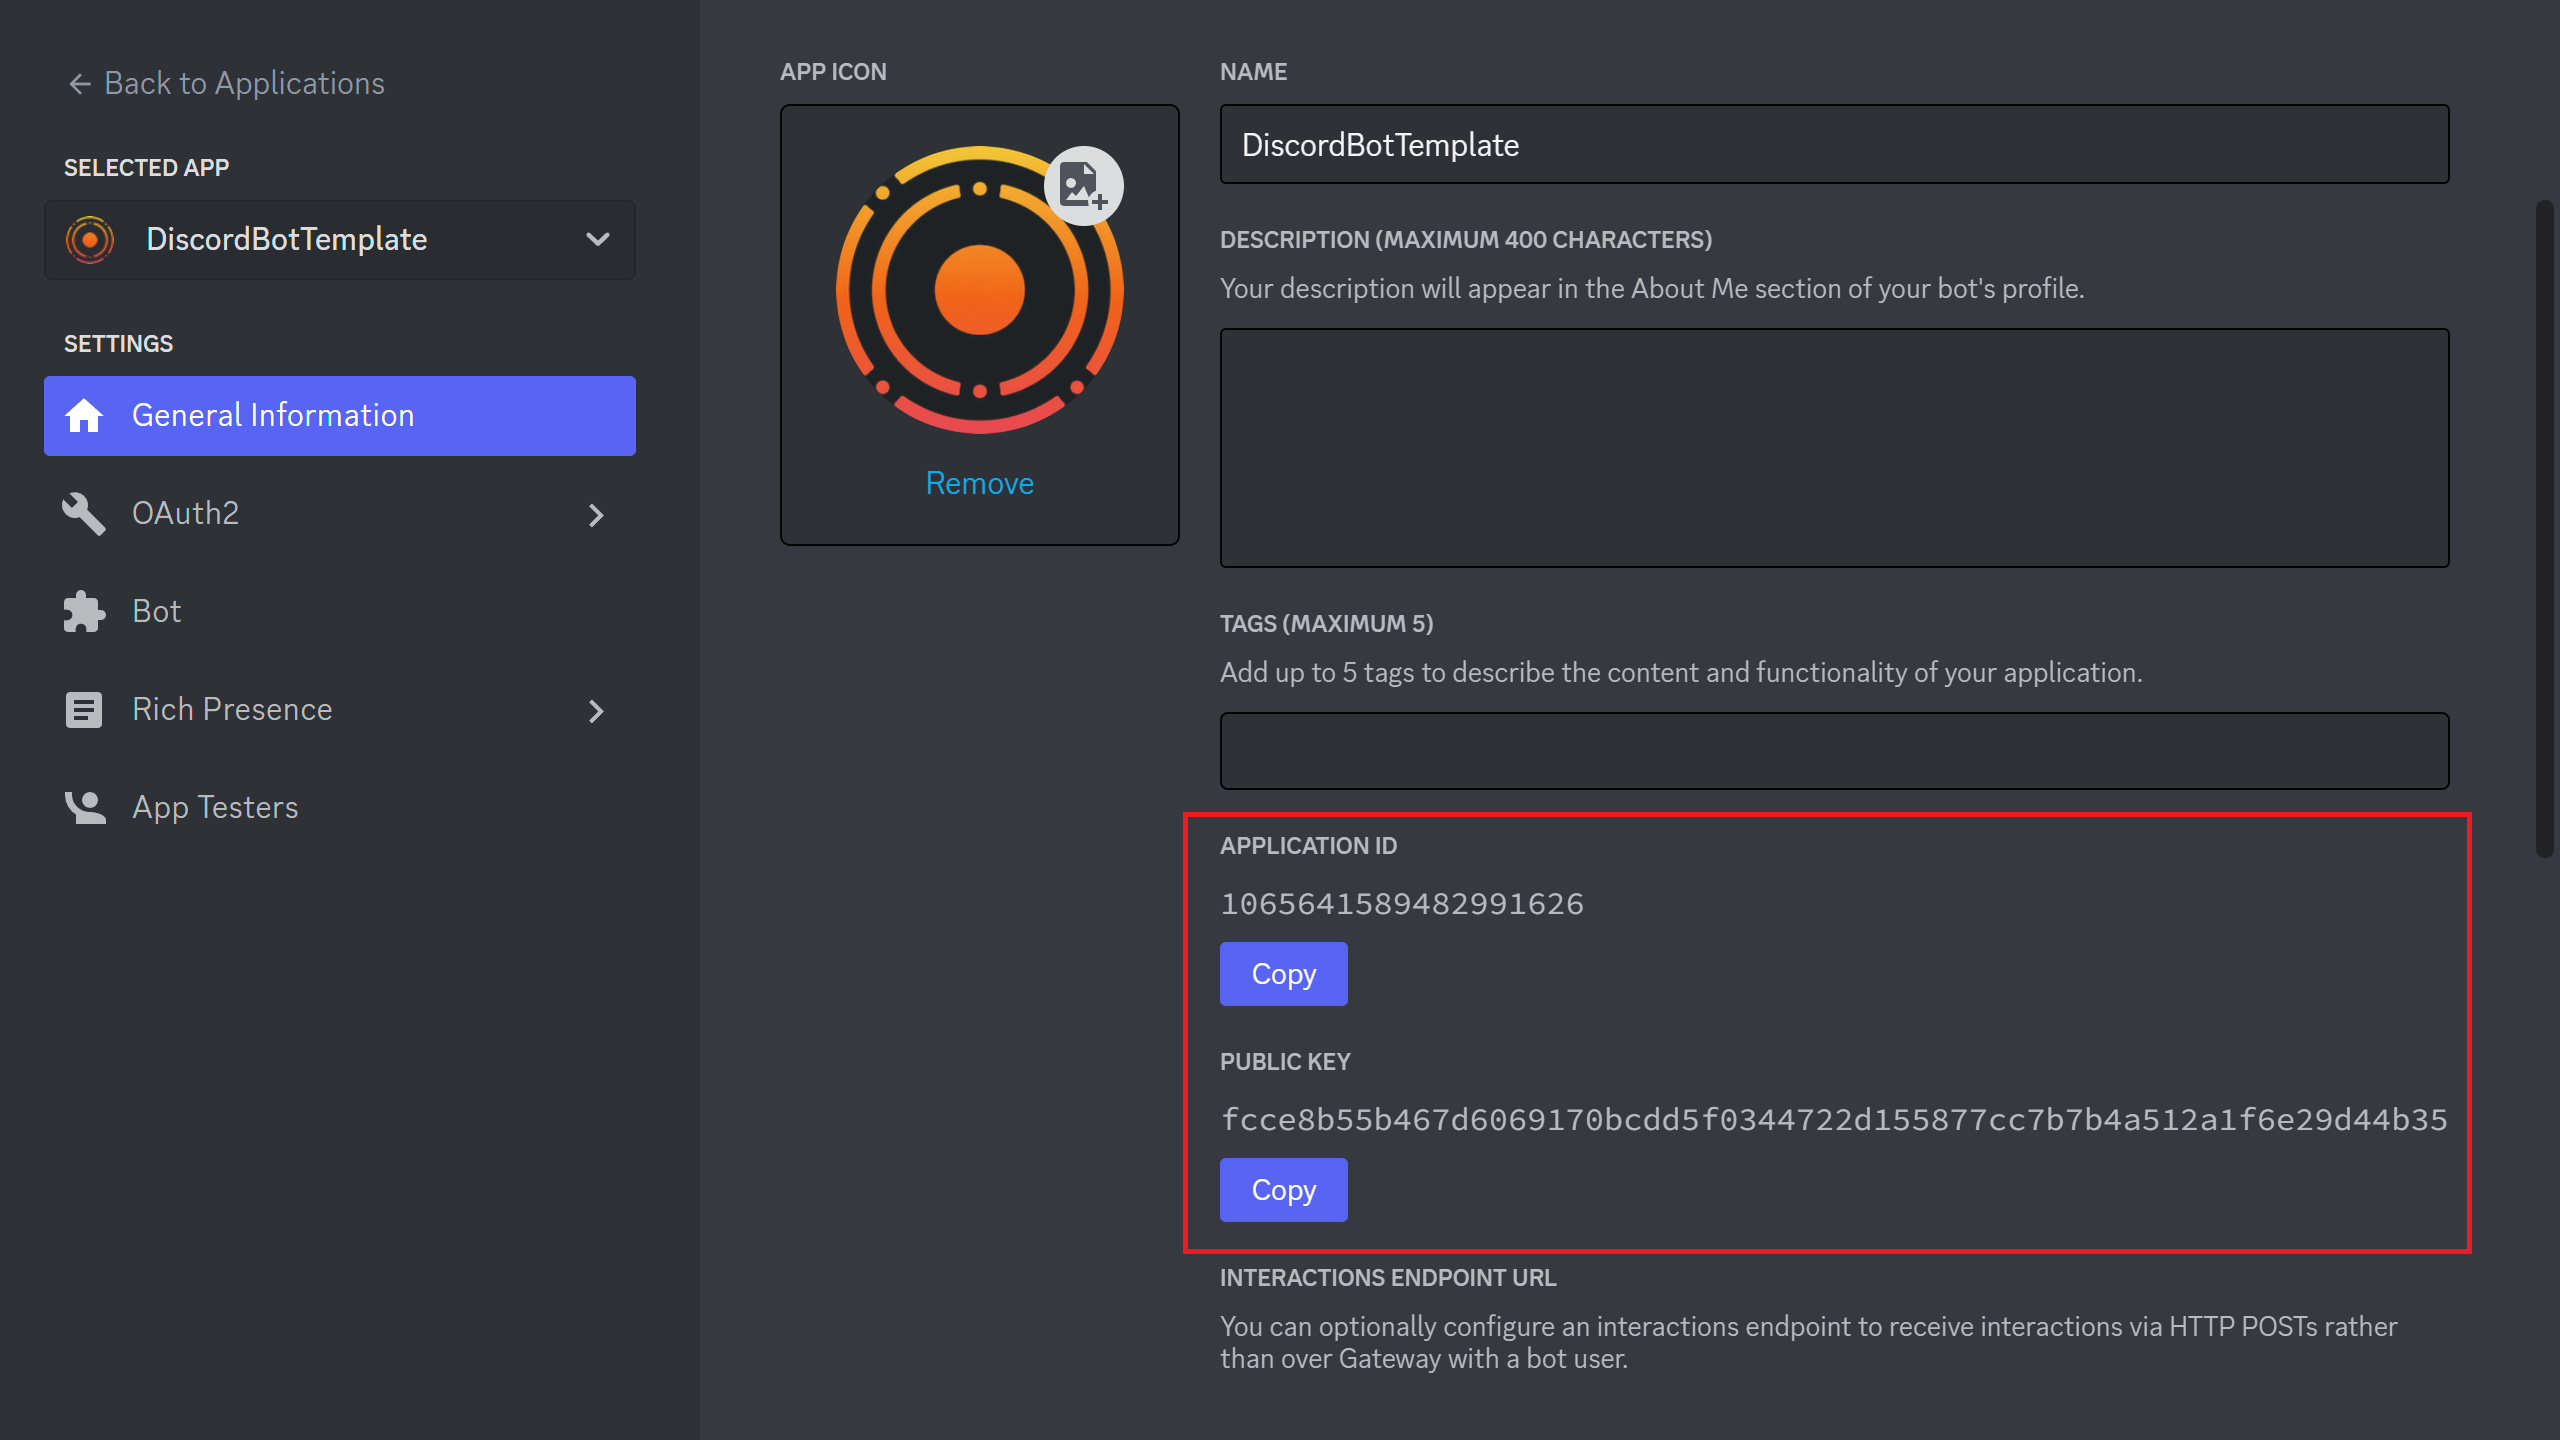 Back to Applications
SELECTED APP
DiscordBotTemplate
SETTINGS
General Information
OAuth2
Bot
Rich Presence
App Testers
APP ICON
Remove
NAME
DiscordBotTemplate
DESCRIPTION (MAXIMUM 400 CHARACTERS)
Your description will appear in the About Me section of your bot's profile.
TAGS (MAXIMUM 5)
Add up to 5 tags to describe the content and functionality of your application.
APPLICATION ID
1065641589482991626
Copy
PUBLIC KEY
fcce8b55b467d6069170bcdd5f0344722d155877cc7b7b4a512a1f6e29d44b35
Copy
INTERACTIONS ENDPOINT URL
You can optionally configure an interactions endpoint to receive interactions via HTTP POSTs rather
than over Gateway with a bot user.